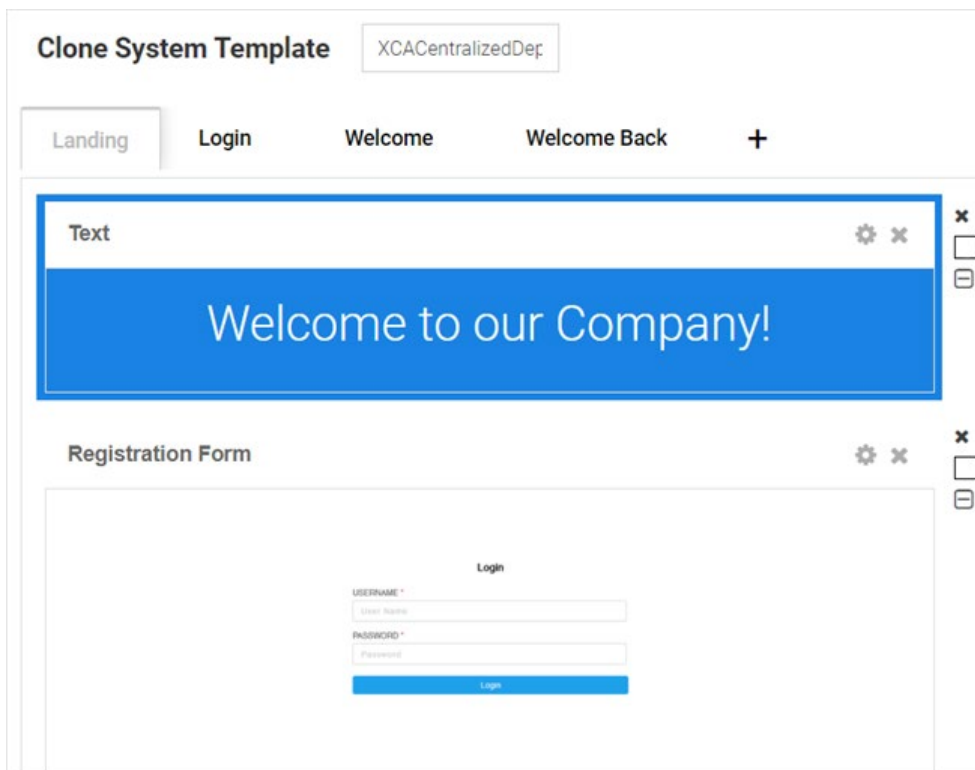 Clone System Template XCACentralizedDep
Landing Login Welcome Welcome Back +
Text
Welcome to our Company!
Registration Form
Login
USERNAME *
User Name
PASSWORD *
Password
Login